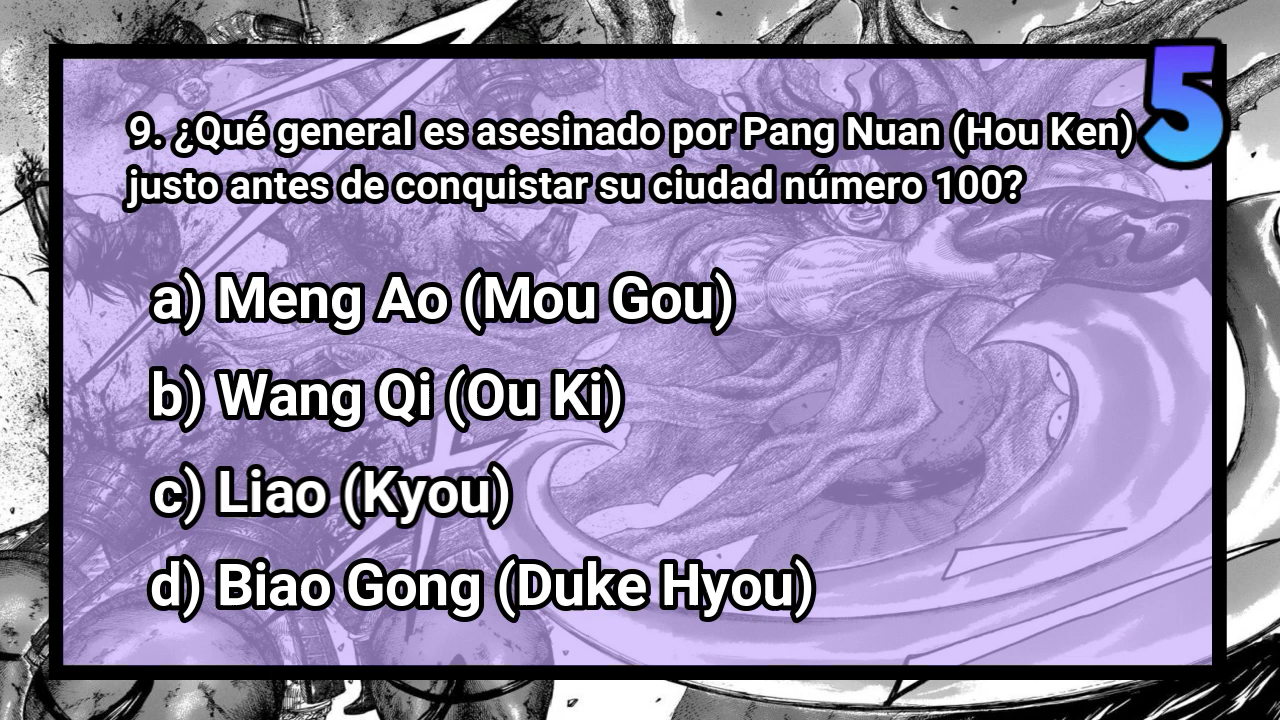 5
9. ¿Qué general es asesinado por Pang Nuan (Hou Ken)
justo antes de conquistar su ciudad número 100?
a) Meng Ao (Mou Gou)
b) Wang Qi (Ou Ki)
c) Liao (Kyou)
d) Biao Gong (Duke Hyou)